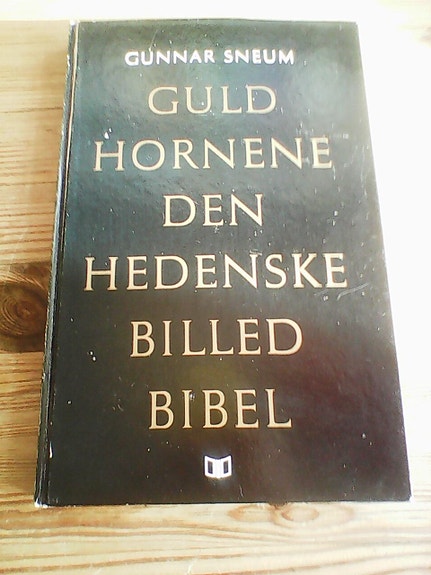 GUNNAR SNEUM
GULD
HORNENE
DEN
HEDENSKE
BILLED
BIBEL